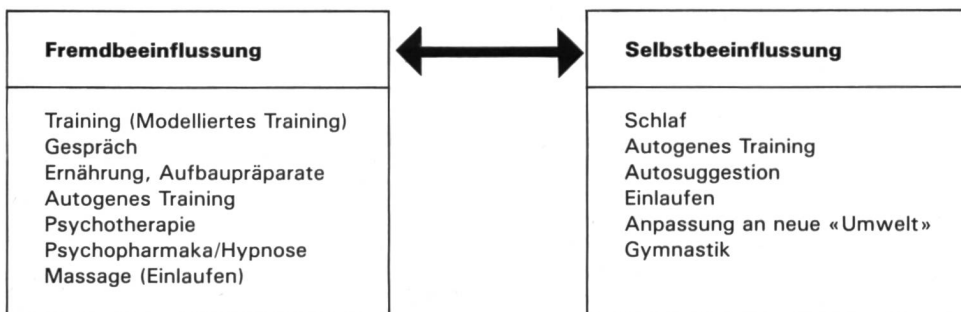 Fremdbeeinflussung
Training (Modelliertes Training)
Gespräch
Ernährung, Aufbaupräparate
Autogenes Training
Psychotherapie
Psychopharmaka/Hypnose
Massage (Einlaufen)
Selbstbeeinflussung
Schlaf
Autogenes Training
Autosuggestion
Einlaufen
Anpassung an neue «Umwelt»
Gymnastik